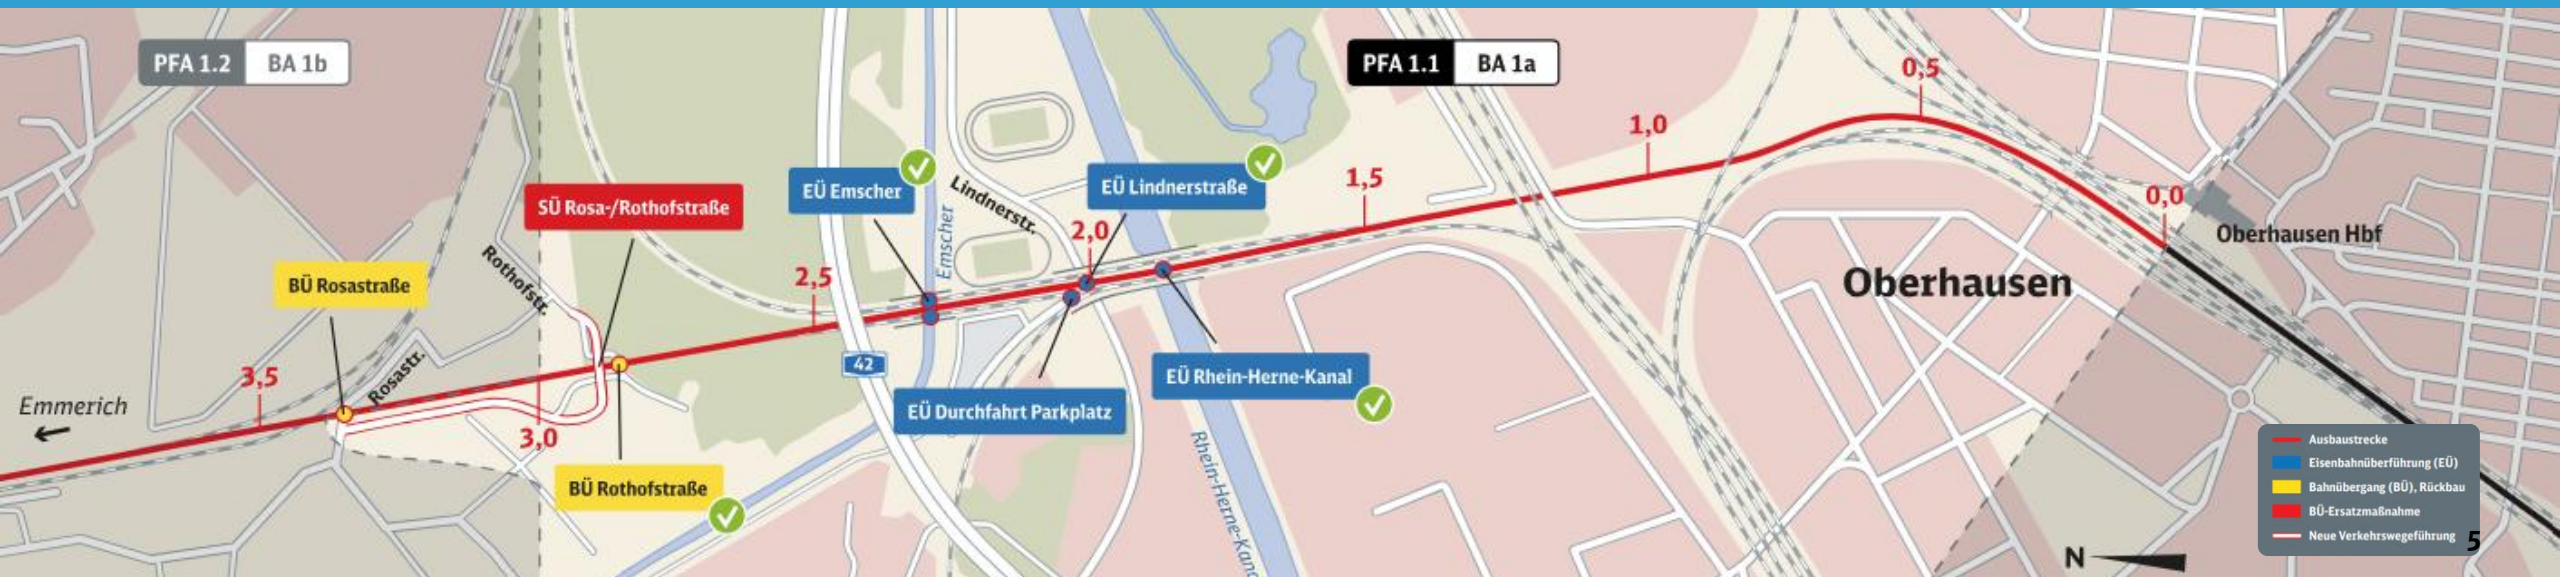 PFA 1.2 BA 1b
PFA 1.1 BA 1a
0,5
1,0
1,5
EÜ Emscher
EÜ Lindnerstraße
Lindnerstr.
SÜ Rosa-/Rothofstraße
0,0
Oberhausen Hbf
2,0
Emscher
Rothofstr.
2,5
BÜ Rosastraße
Oberhausen
42
Rosastr.
3,5
EÜ Rhein-Herne-Kanal
Emmerich
EÜ Durchfahrt Parkplatz
3,0
BÜ Rothofstraße
Rhein-Herne-Kana
Ausbaustrecke
Eisenbahnüberführung (EÜ)
Bahnübergang (BÜ), Rückbau
BÜ-Ersatzmaßnahme
Neue Verkehrswegeführung
5
N